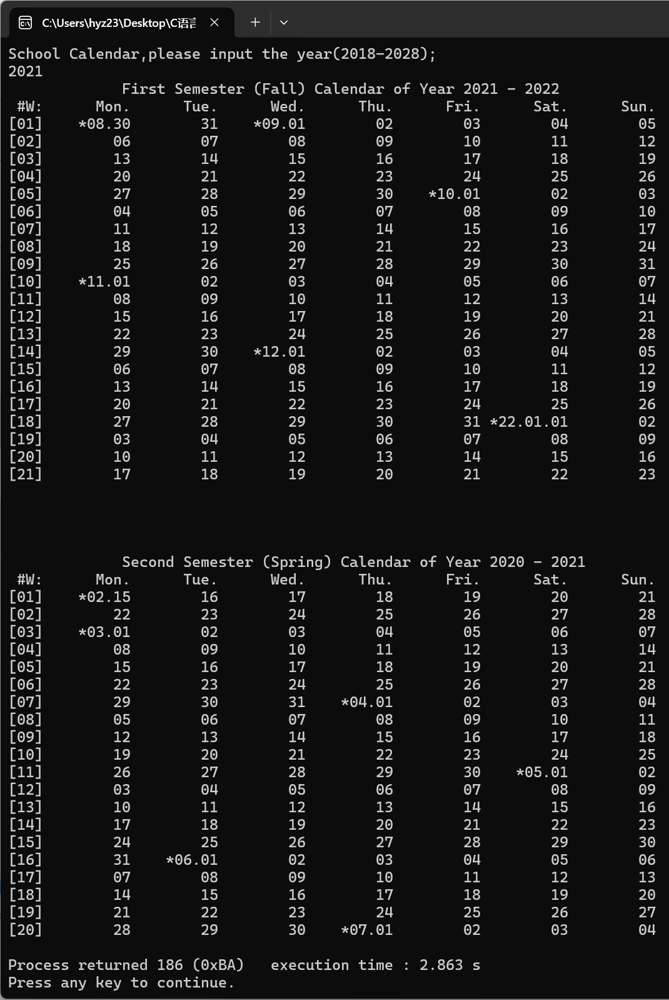 C:\Users\hyz23\Desktop\C语言
School Calendar,please input the year(2018-2028);
2021
First Semester (Fall) Calendar of Year 2021 - 2022
#W: Mon. Tue. Wed. Thu. Fri. Sat. Sun.
[01] *08.30 31 *09.01 02 03 04 05
[02] 06 07 08 09 10 11 12
[03] 13 14 15 16 17 18 19
[04] 20 21 22 23 24 25 26
[05] 27 28 29 30 *10.01 02 03
[06] 04 05 06 07 08 09 10
[07] 11 12 13 14 15 16 17
[08] 18 19 20 21 22 23 24
[09] 25 26 27 28 29 30 31
[10] *11.01 02 03 04 05 06 07
[11] 08 09 10 11 12 13 14
[12] 15 16 17 18 19 20 21
[13] 22 23 24 25 26 27 28
[14] 29 30 *12.01 02 03 04 05
[15] 06 07 08 09 10 11 12
[16] 13 14 15 16 17 18 19
[17] 20 21 22 23 24 25 26
[18] 27 28 29 30 31 *22.01.01 02
[19] 03 04 05 06 07 08 09
[20] 10 11 12 13 14 15 16
[21] 17 18 19 20 21 22 23
Second Semester (Spring) Calendar of Year 2020 - 2021
#W: Mon. Tue. Wed. Thu. Fri. Sat. Sun.
[01] *02.15 16 17 18 19 20 21
[02] 22 23 24 25 26 27 28
[03] *03.01 02 03 04 05 06 07
[04] 08 09 10 11 12 13 14
[05] 15 16 17 18 19 20 21
[06] 22 23 24 25 26 27 28
[07] 29 30 31 *04.01 02 03 04
[08] 05 06 07 08 09 10 11
[09] 12 13 14 15 16 17 18
[10] 19 20 21 22 23 24 25
[11] 26 27 28 29 30 *05.01 02
[12] 03 04 05 06 07 08 09
[13] 10 11 12 13 14 15 16
[14] 17 18 19 20 21 22 23
[15] 24 25 26 27 28 29 30
[16] 31 *06.01 02 03 04 05 06
[17] 07 08 09 10 11 12 13
[18] 14 15 16 17 18 19 20
[19] 21 22 23 24 25 26 27
[20] 28 29 30 *07.01 02 03 04
Process returned 186 (0xBA) execution time : 2.863 s
Press any key to continue.